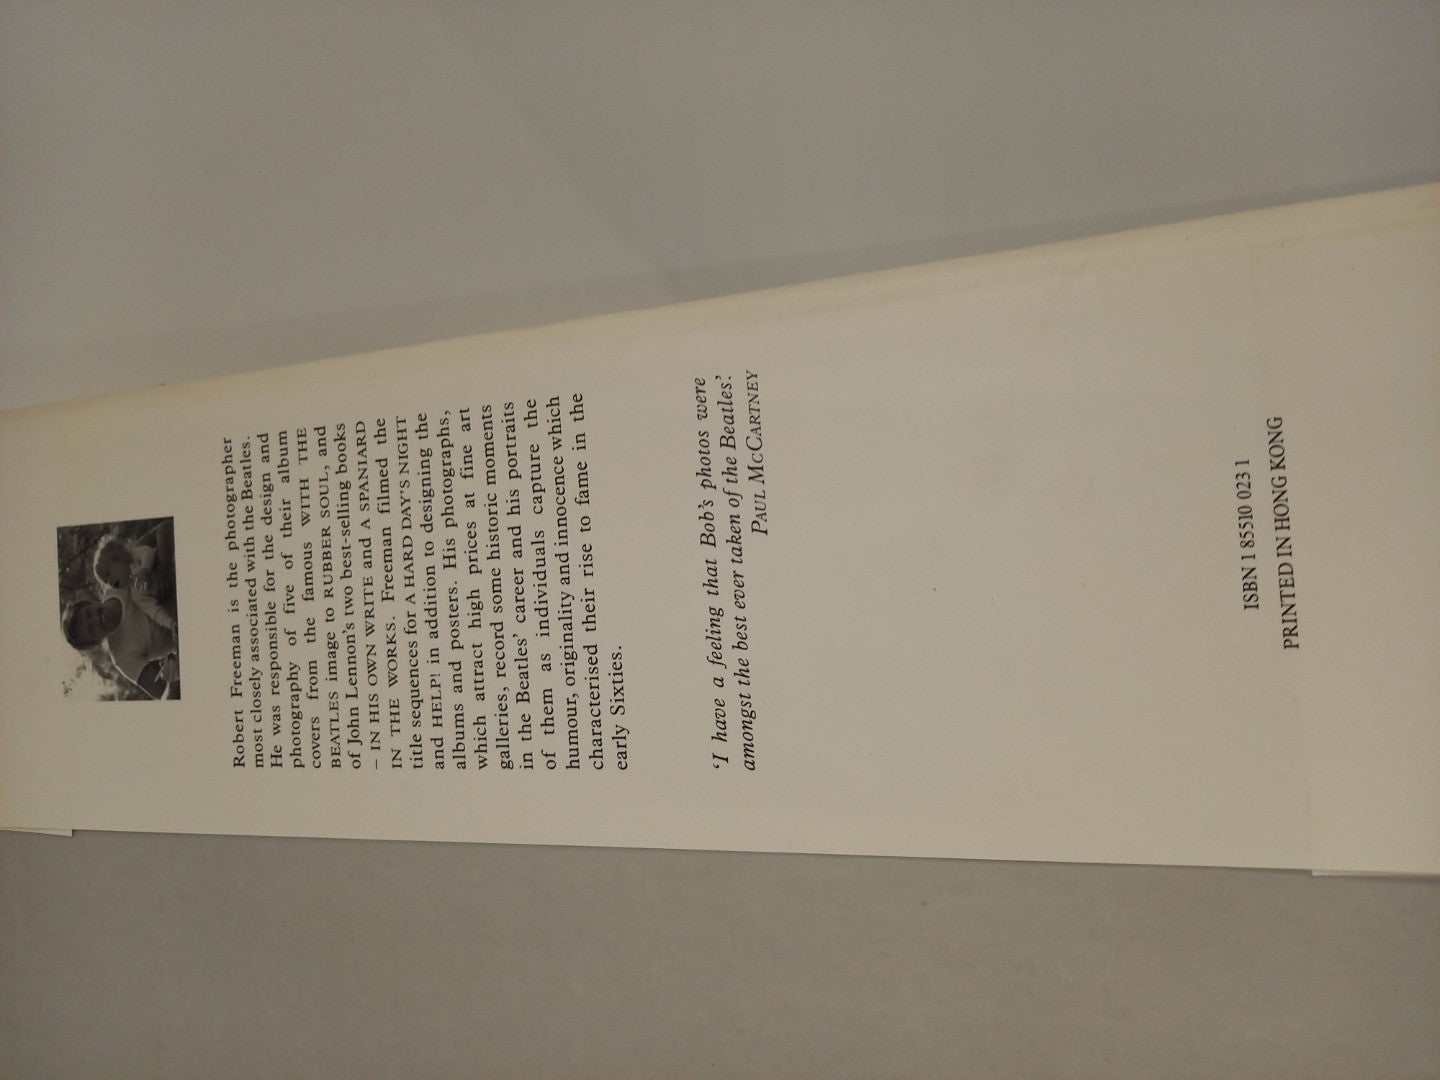 Robert Freeman is the photographer
most closely associated with the Beatles.
He was responsible for the design and
photography of five of their album
covers from the famous WITH THE
BEATLES image to RUBBER SOUL, and
of John Lennon's two best-selling books
– IN HIS OWN WRITE and A SPANIARD
IN THE WORKS. Freeman filmed the
title sequences for A HARD DAY'S NIGHT
and HELP! in addition to designing the
albums and posters. His photographs,
which attract high prices at fine art
galleries, record some historic moments
in the Beatles' career and his portraits
of them as individuals capture the
humour, originality and innocence which
characterised their rise to fame in the
early Sixties.
'I have a feeling that Bob's photos were
amongst the best ever taken of the Beatles.'
PAUL MCCARTNEY
ISBN 1 85510 023 1
PRINTED IN HONG KONG